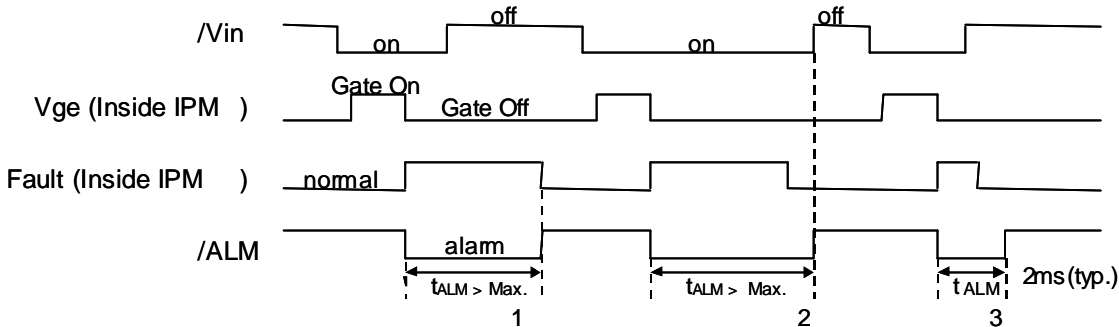 off off
/Vin
on on
Gate On
Vge (Inside IPM ) Gate Off
Fault (Inside IPM ) normal
/ALM alarm
2ms(typ.)
tALM > Max. tALM > Max. t ALM
1 2 3